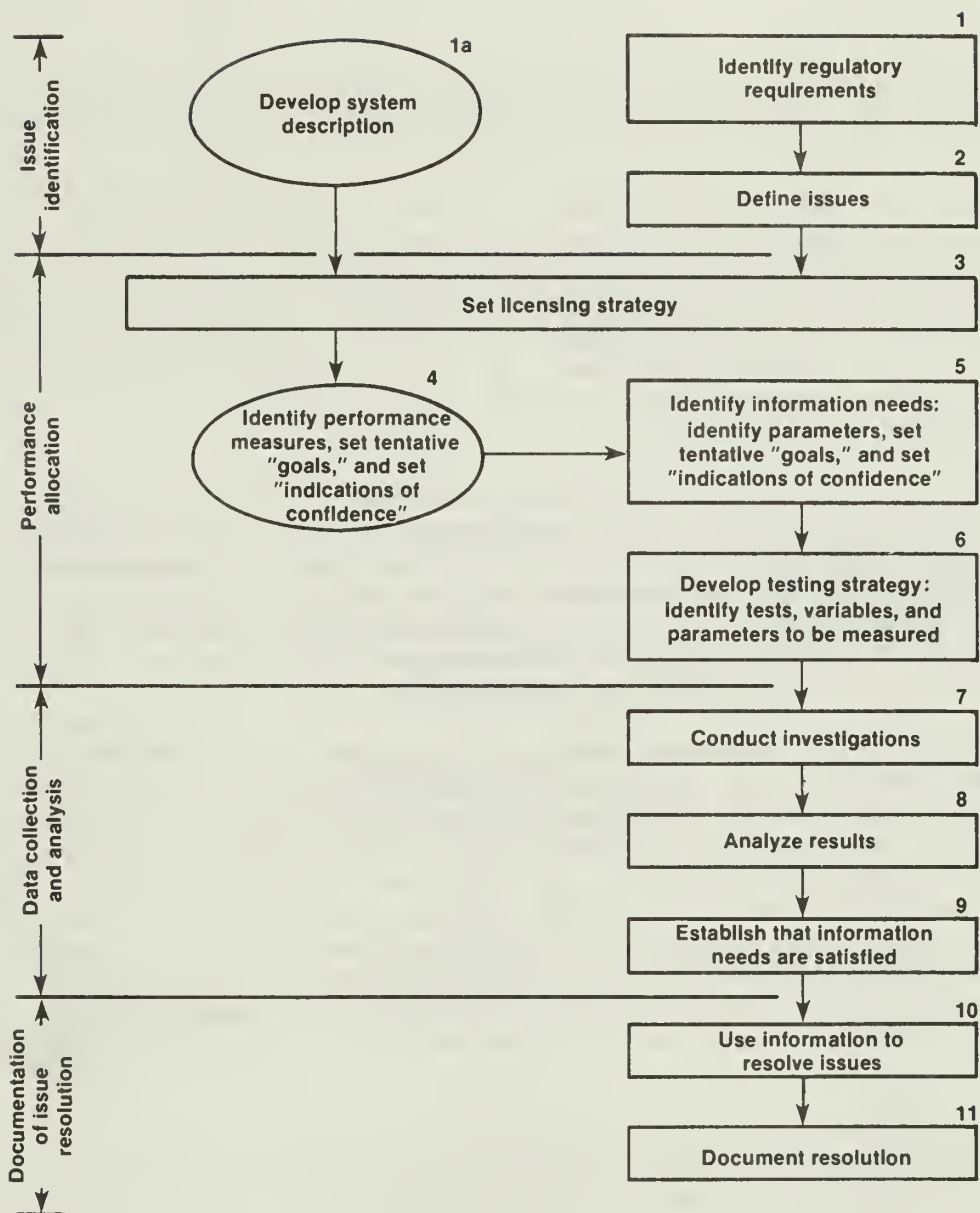 1
Identify regulatory
requirements
1a
Develop system
description
Issue
identification
2
Define issues
3
Set licensing strategy
Performance
allocation
4
Identify performance
measures, set tentative
"goals," and set
"indications of
confidence"
5
Identify information needs:
identify parameters, set
tentative "goals," and set
"indications of confidence"
6
Develop testing strategy:
identify tests, variables, and
parameters to be measured
Data collection
and analysis
7
Conduct investigations
8
Analyze results
9
Establish that information
needs are satisfied
Documentation
of issue
resolution
10
Use information to
resolve issues
11
Document resolution